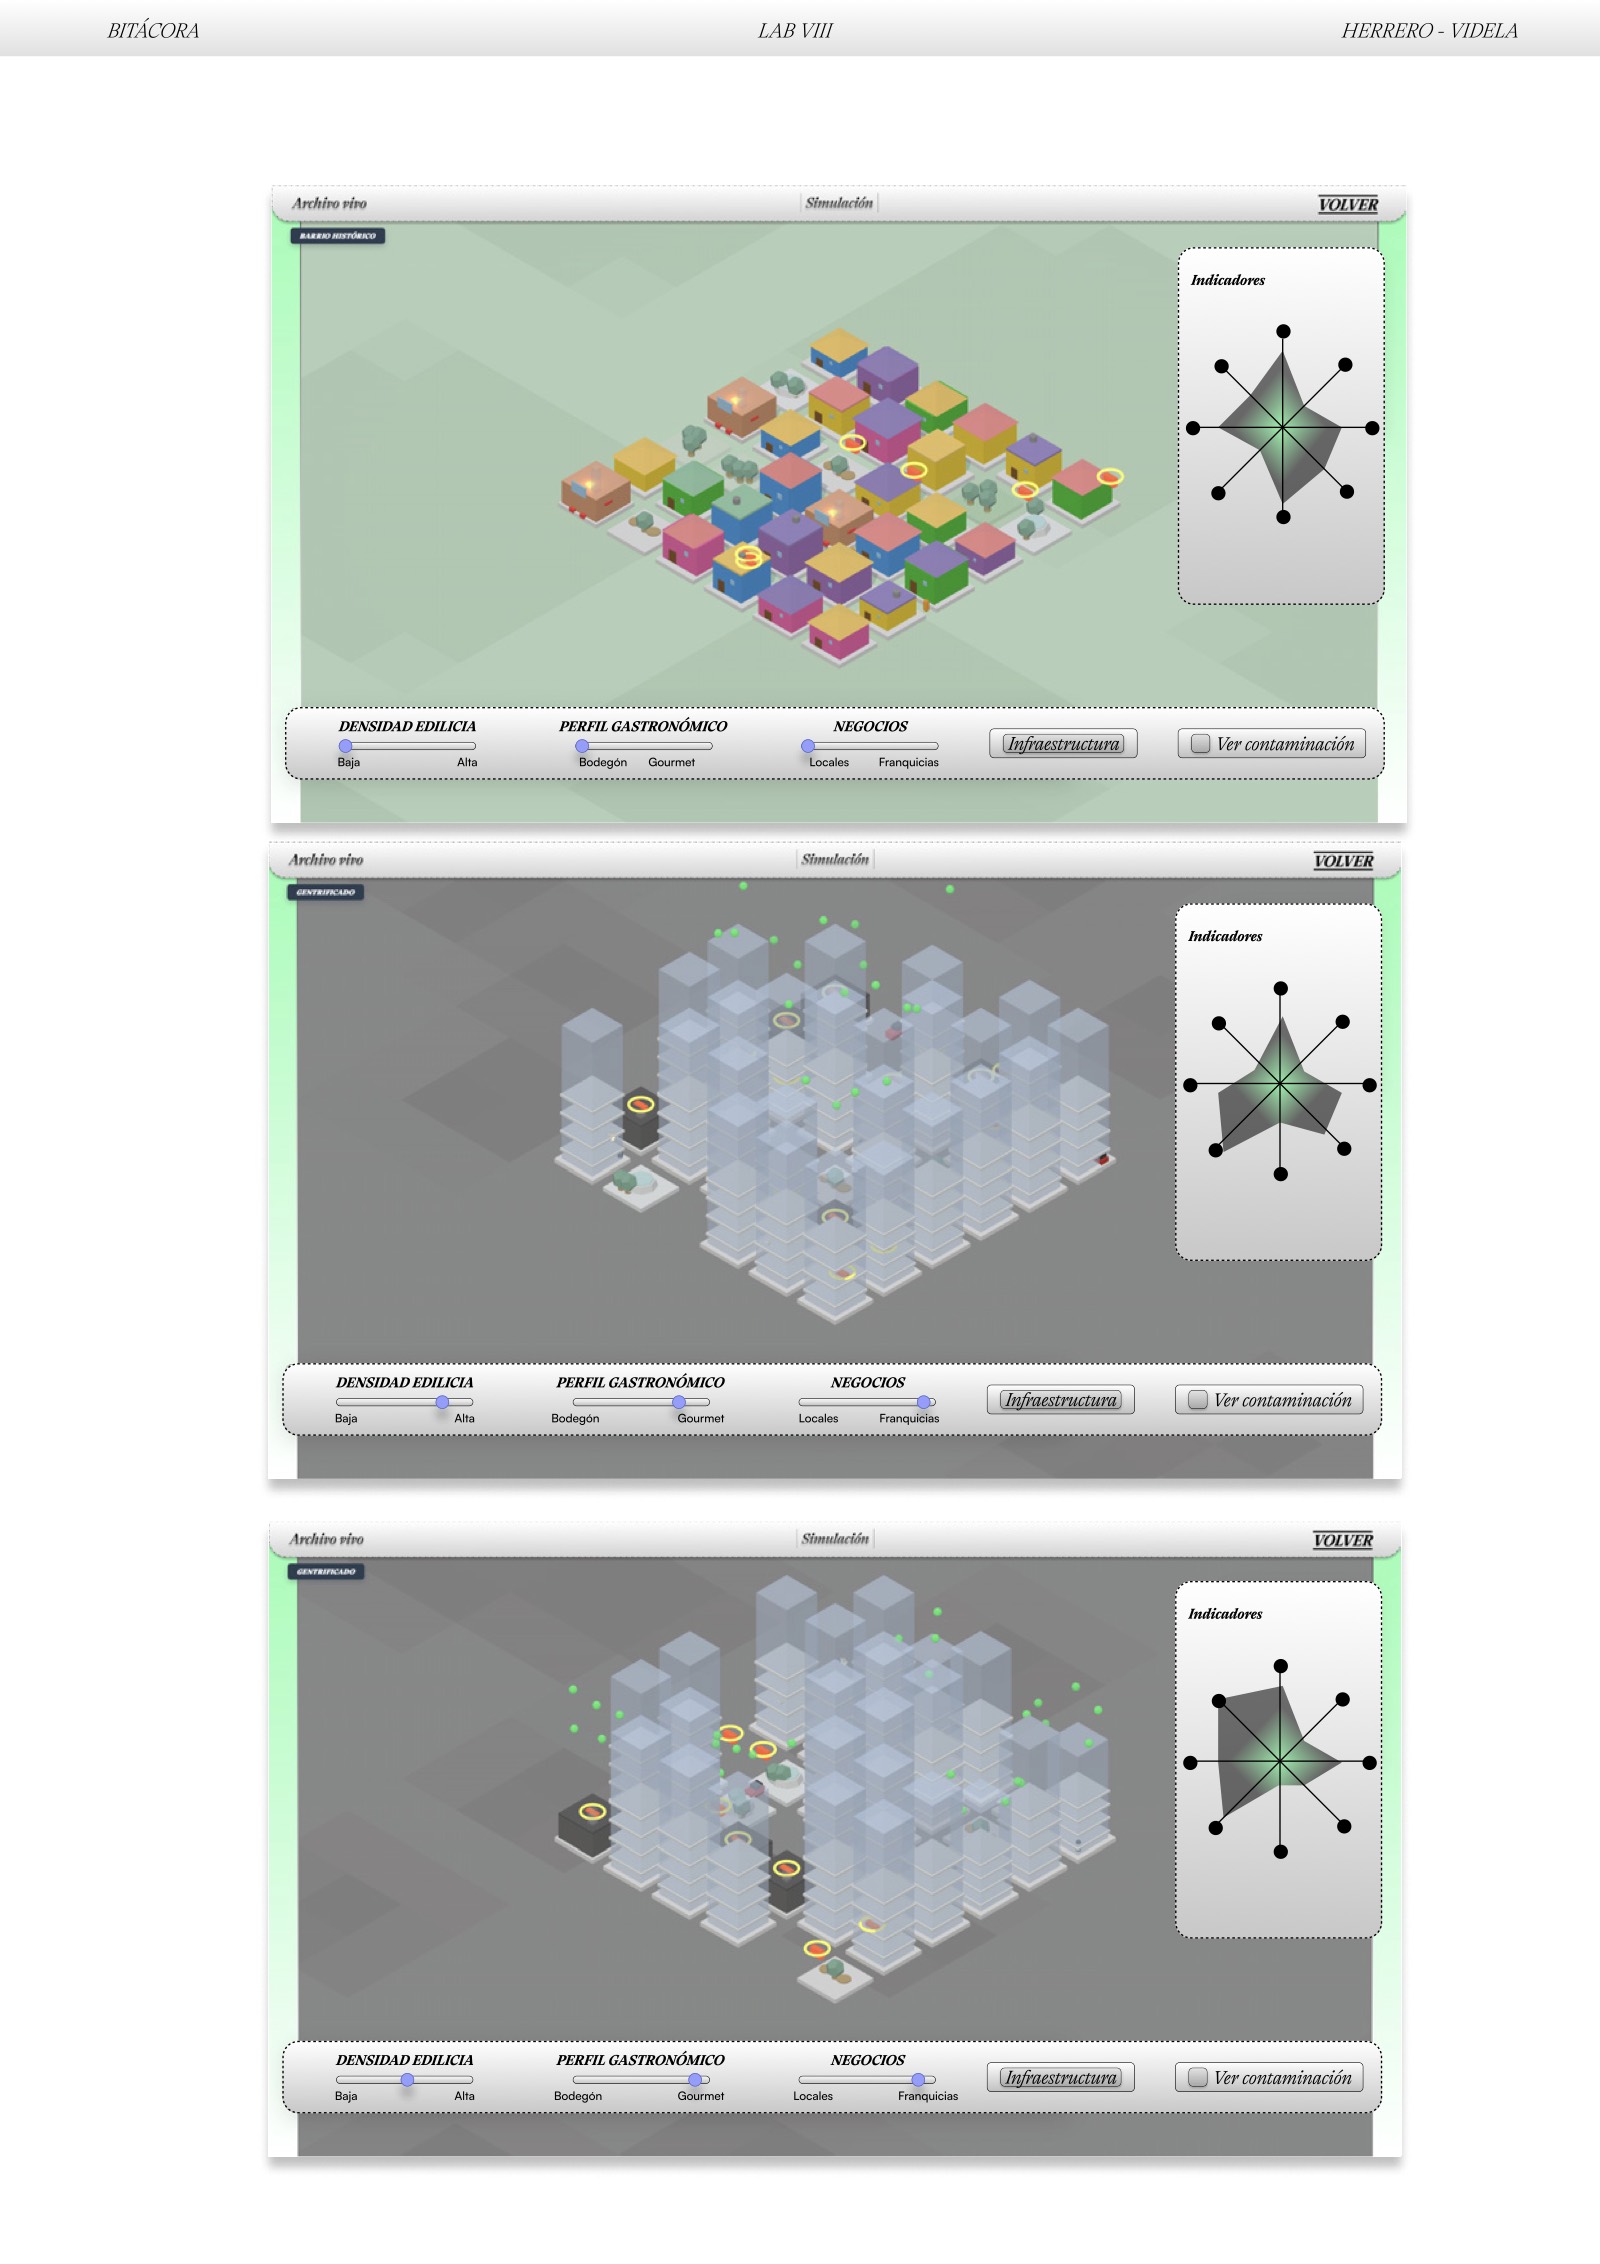 BITÁCORA LAB VIII HERRERO - VIDELA
Archivo vivo Simulación VOLVER
BARRIO HISTÓRICO
Indicadores
DENSIDAD EDILICIA PERFIL GASTRONÓMICO NEGOCIOS
Infraestructura Ver contaminación
Baja Alta Bodegón Gourmet Locales Franquicias
Archivo vivo Simulación VOLVER
GENTRIFICADO
Indicadores
DENSIDAD EDILICIA PERFIL GASTRONÓMICO NEGOCIOS
Infraestructura Ver contaminación
Baja Alta Bodegón Gourmet Locales Franquicias
Archivo vivo Simulación VOLVER
GENTRIFICADO
Indicadores
DENSIDAD EDILICIA PERFIL GASTRONÓMICO NEGOCIOS
Infraestructura Ver contaminación
Baja Alta Bodegón Gourmet Locales Franquicias